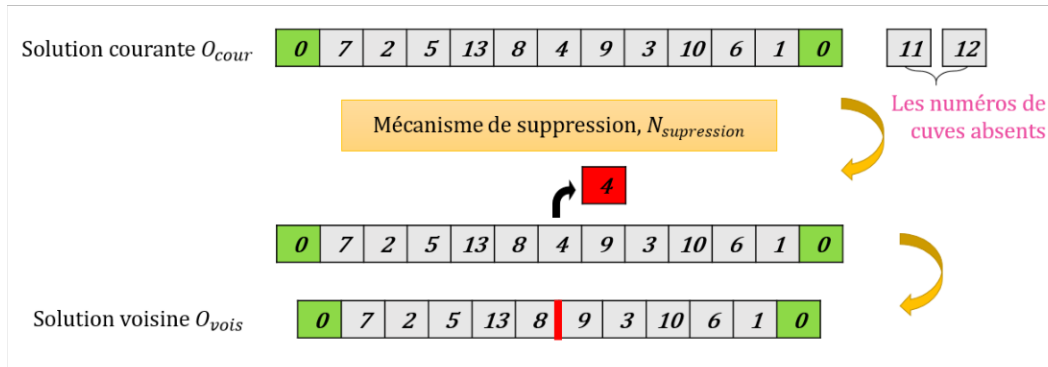 Solution courante O_cour 0 7 2 5 13 8 4 9 3 10 6 1 0 11 12
Les numéros de
cuves absents
Mécanisme de suppression, N_supression
4
0 7 2 5 13 8 4 9 3 10 6 1 0
Solution voisine O_vois 0 7 2 5 13 8 9 3 10 6 1 0